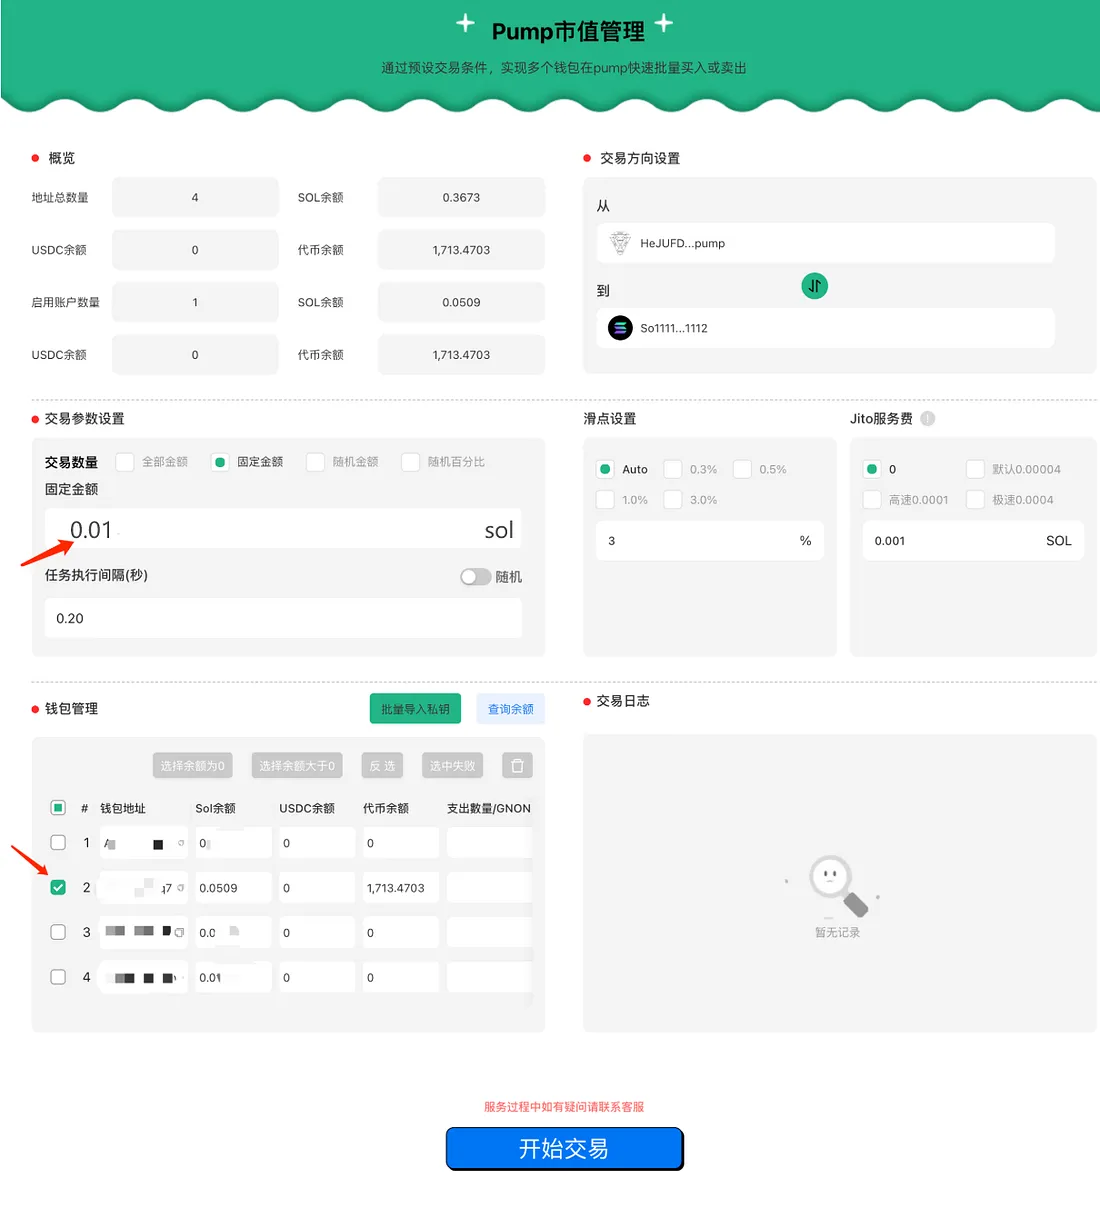 Pump市值管理
通过预设交易条件，实现多个钱包在pump快速批量买入或卖出
概览
地址总数量 4 SOL余额 0.3673
USDC余额 0 代币余额 1,713.4703
启用账户数量 1 SOL余额 0.0509
USDC余额 0 代币余额 1,713.4703
交易方向设置
从
HeJUFD...pump
到
So1111...1112
交易参数设置
交易数量 全部金额 固定金额 随机金额 随机百分比
固定金额
0.01 sol
任务执行间隔(秒) 随机
0.20
滑点设置
Auto 0.3% 0.5%
1.0% 3.0%
3 %
Jito服务费
0 默认0.00004
高速0.0001 极速0.0004
0.001 SOL
钱包管理 批量导入私钥 查询余额
选择余额为0 选择余额大于0 反 选 选中失败
# 钱包地址 Sol余额 USDC余额 代币余额 支出數量/GNON
1 0 0
2 q7 0.0509 0 1,713.4703
3 0 0
4 0 0
交易日志
暂无记录
服务过程中如有疑问请联系客服
开始交易